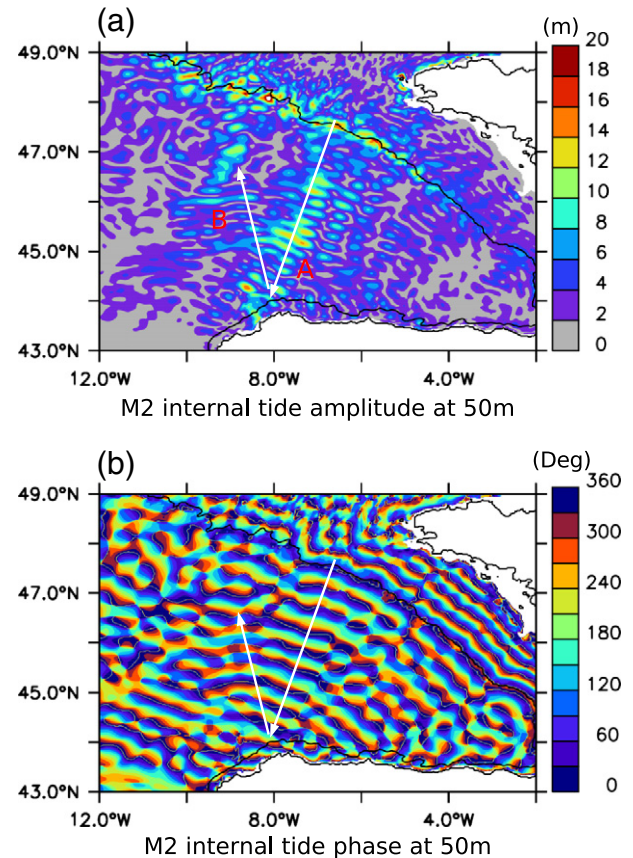 (a)
(m)
49.0°N
47.0°N
45.0°N
43.0°N
B
A
20
18
16
14
12
10
8
6
4
2
0
12.0°W
8.0°W
4.0°W
M2 internal tide amplitude at 50m
(b)
(Deg)
49.0°N
47.0°N
45.0°N
43.0°N
360
300
240
180
120
60
0
12.0°W
8.0°W
4.0°W
M2 internal tide phase at 50m